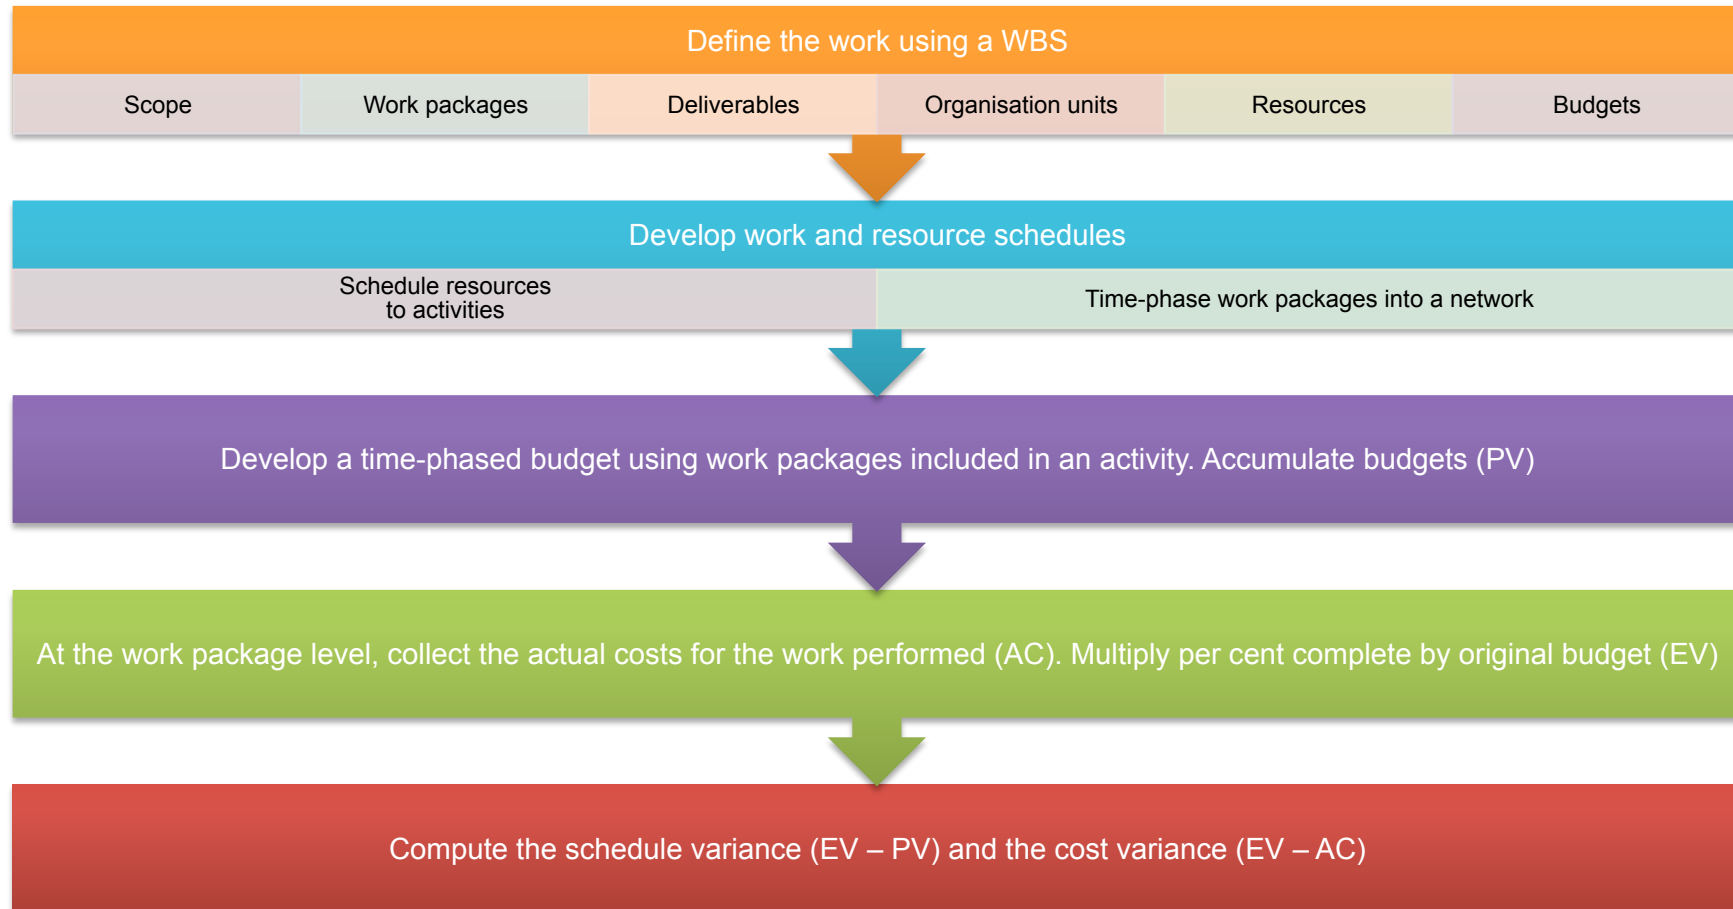 Define the work using a WBS
Scope
Work packages
Deliverables
Organisation units
Resources
Budgets
Develop work and resource schedules
Schedule resources
to activities
Time-phase work packages into a network
Develop a time-phased budget using work packages included in an activity. Accumulate budgets (PV)
At the work package level, collect the actual costs for the work performed (AC). Multiply per cent complete by original budget (EV)
Compute the schedule variance (EV – PV) and the cost variance (EV – AC)